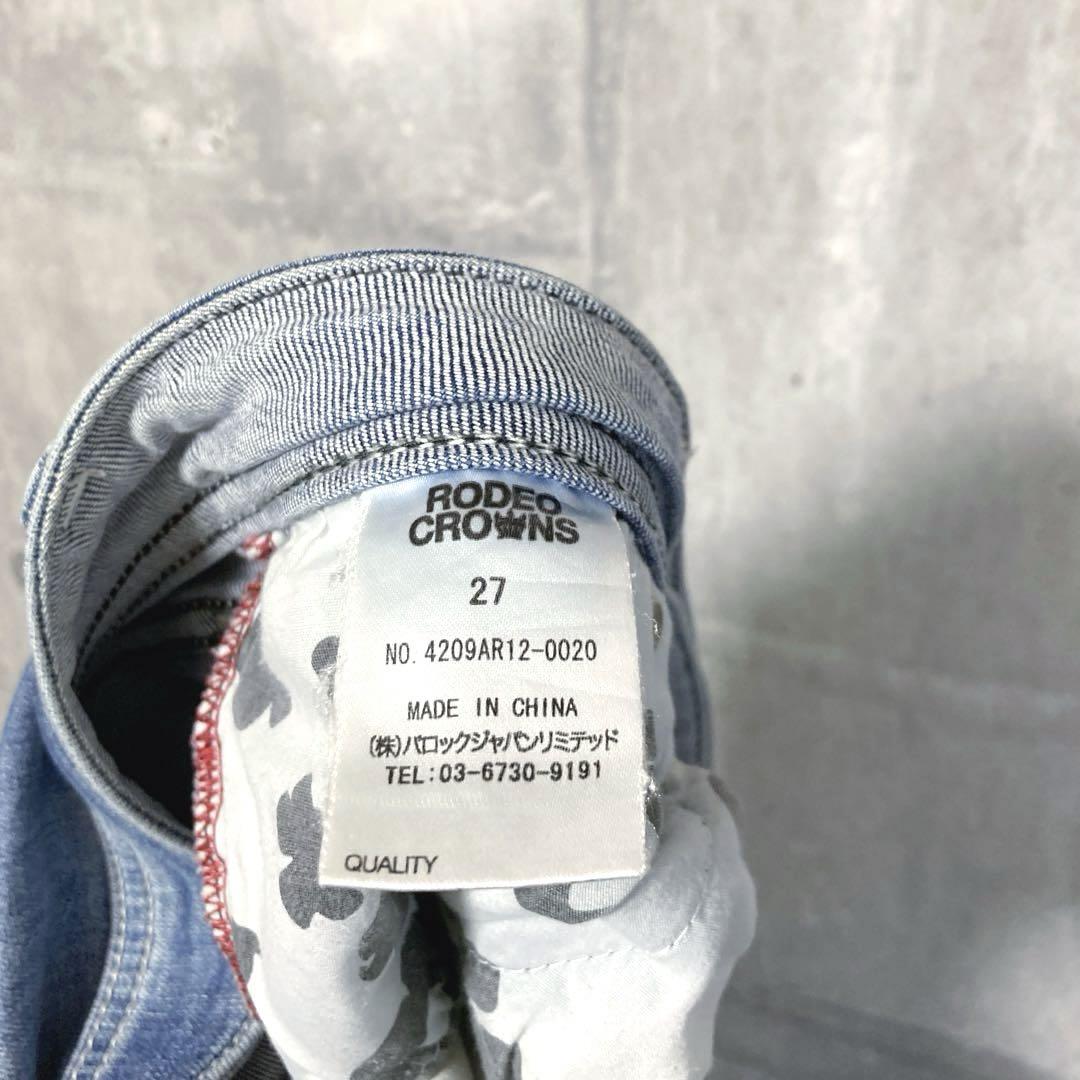 RODEO
CROWNS
27
NO. 4209AR12-0020
MADE IN CHINA
(株)バロックジャパンリミテッド
TEL:03-6730-9191
QUALITY